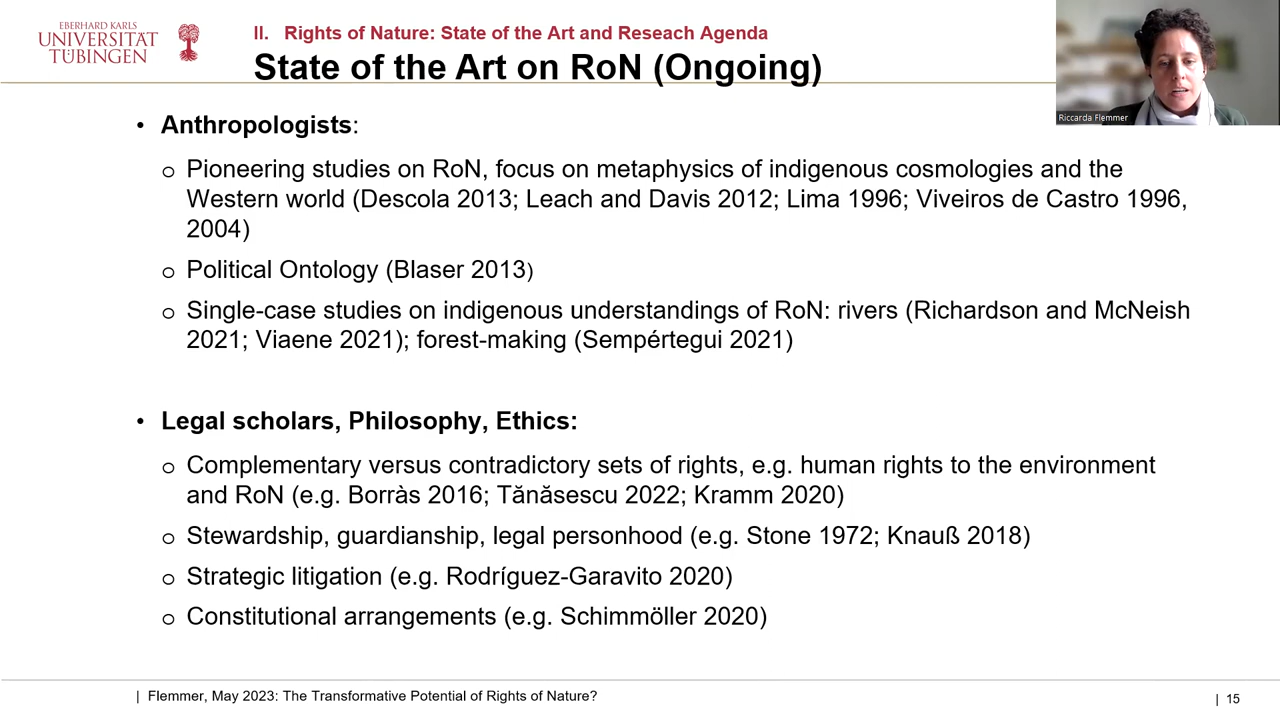 EBERHARD KARLS
UNIVERSITÄT
TÜBINGEN
II. Rights of Nature: State of the Art and Reseach Agenda
State of the Art on RoN (Ongoing)
Riccarda Flemmer
• Anthropologists:
o Pioneering studies on RoN, focus on metaphysics of indigenous cosmologies and the
Western world (Descola 2013; Leach and Davis 2012; Lima 1996; Viveiros de Castro 1996,
2004)
o Political Ontology (Blaser 2013)
o Single-case studies on indigenous understandings of RoN: rivers (Richardson and McNeish
2021; Viaene 2021); forest-making (Sempértegui 2021)
• Legal scholars, Philosophy, Ethics:
o Complementary versus contradictory sets of rights, e.g. human rights to the environment
and RoN (e.g. Borràs 2016; Tănăsescu 2022; Kramm 2020)
o Stewardship, guardianship, legal personhood (e.g. Stone 1972; Knauß 2018)
o Strategic litigation (e.g. Rodríguez-Garavito 2020)
o Constitutional arrangements (e.g. Schimmöller 2020)
| Flemmer, May 2023: The Transformative Potential of Rights of Nature?
| 15